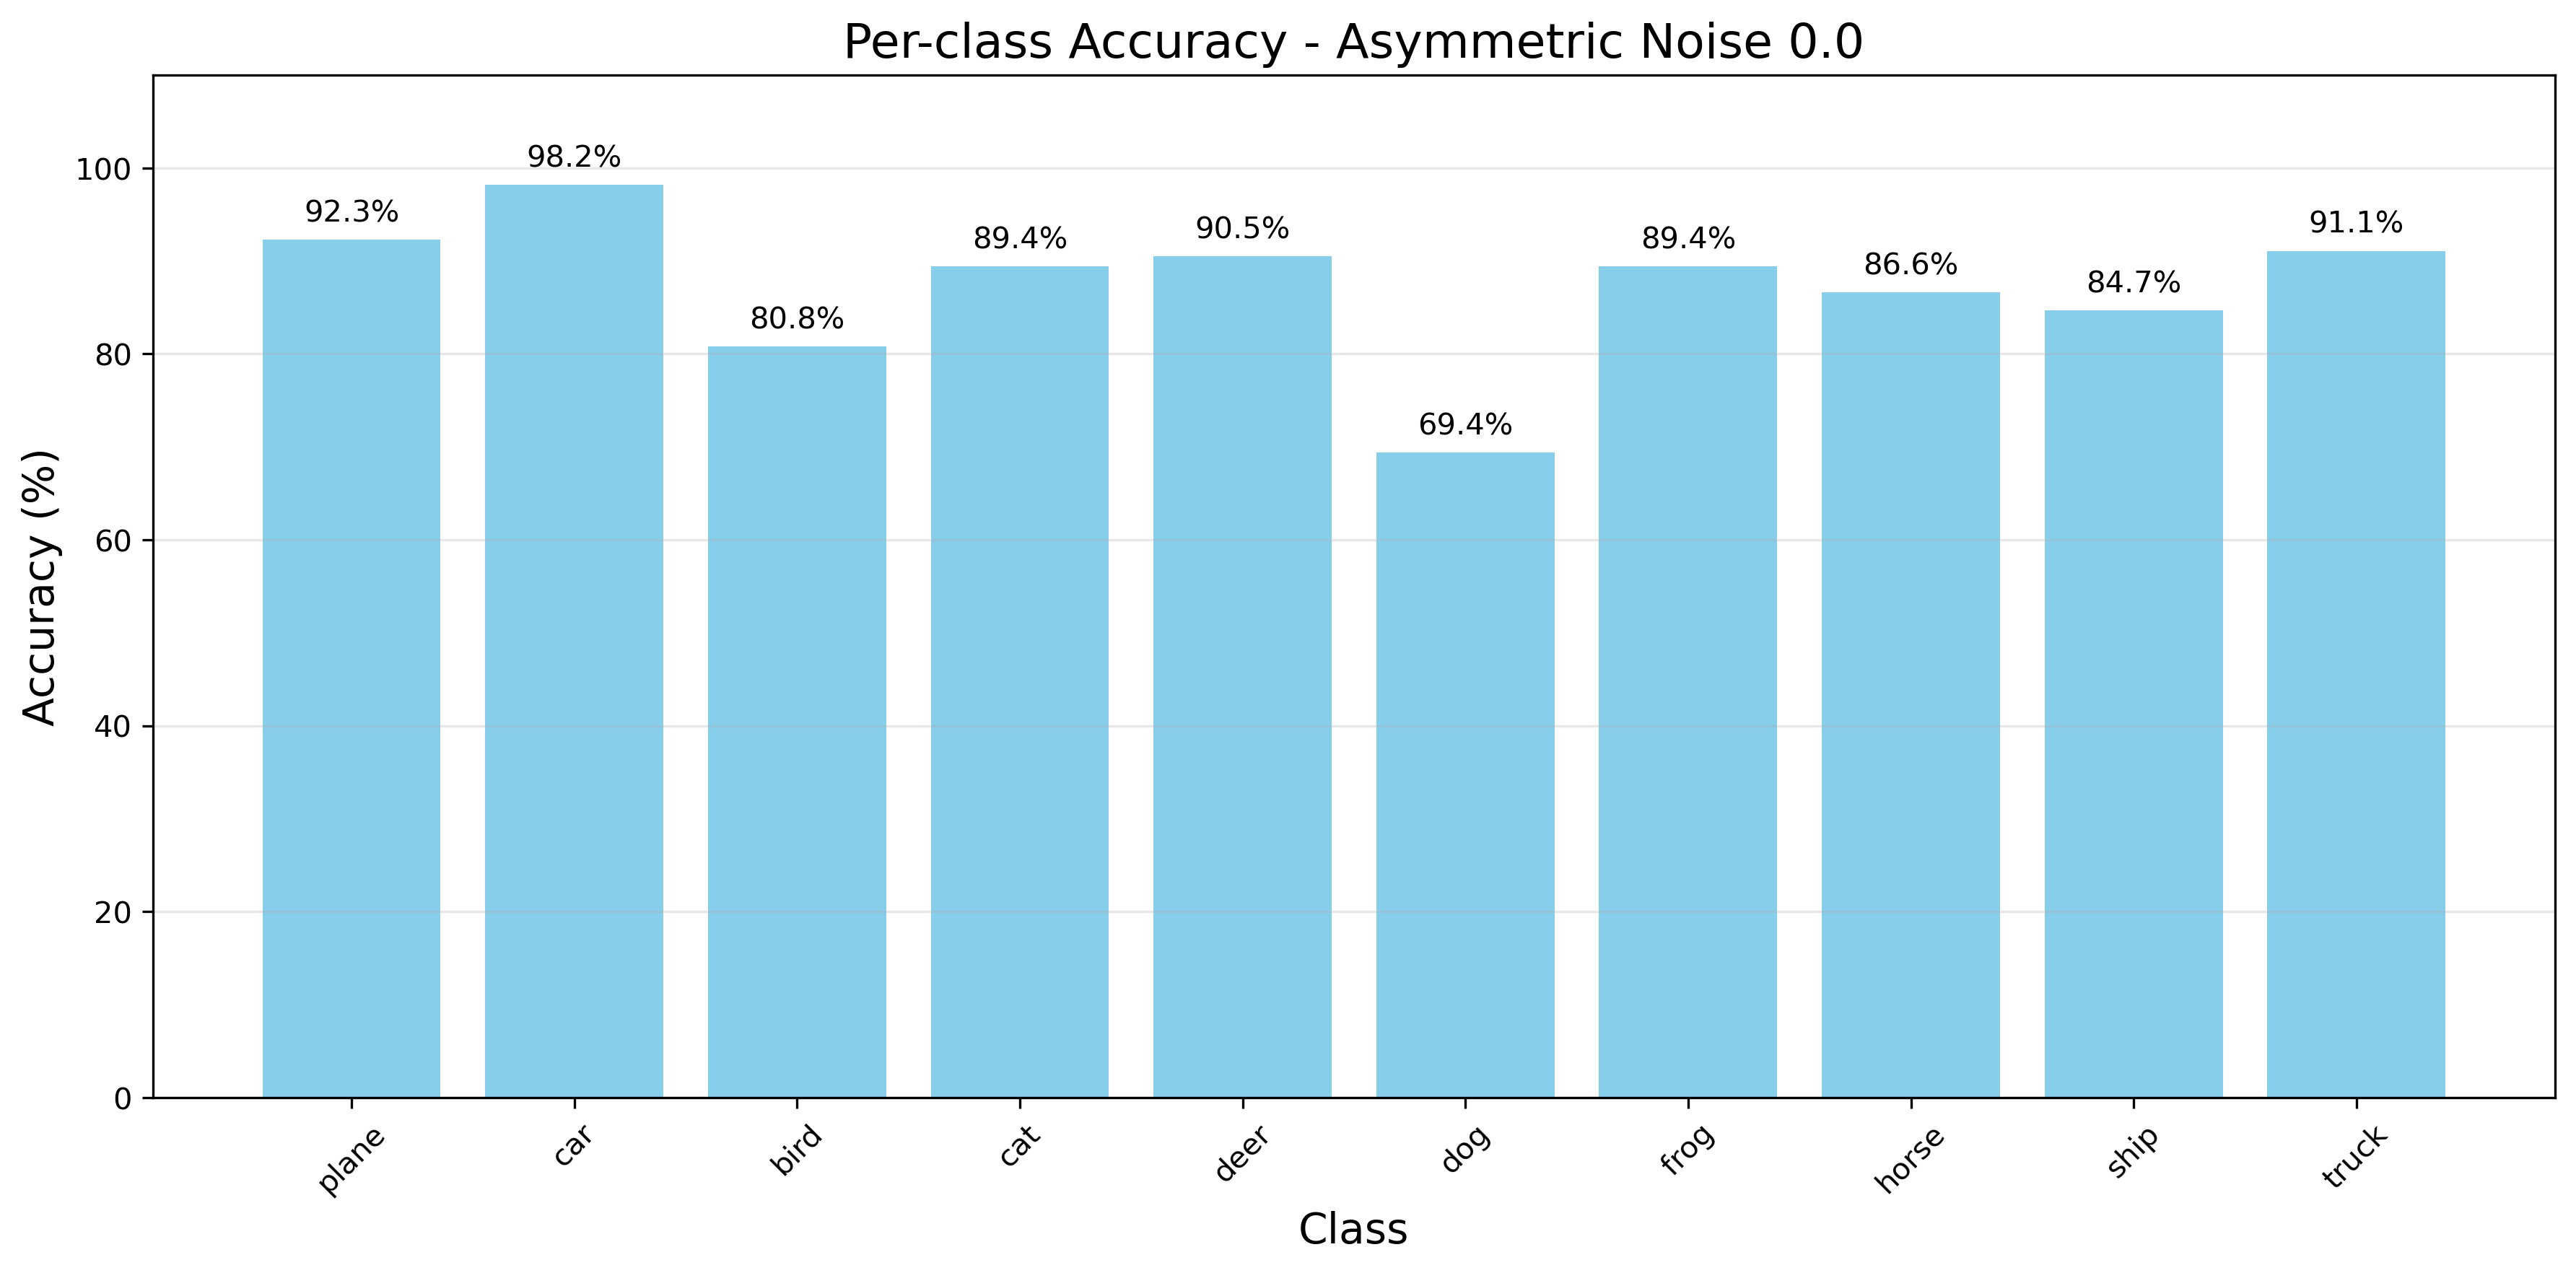 Per-class Accuracy - Asymmetric Noise 0.0
Accuracy (%)
100
80
60
40
20
0
92.3%
98.2%
80.8%
89.4%
90.5%
69.4%
89.4%
86.6%
84.7%
91.1%
plane
car
bird
cat
deer
dog
frog
horse
ship
truck
Class